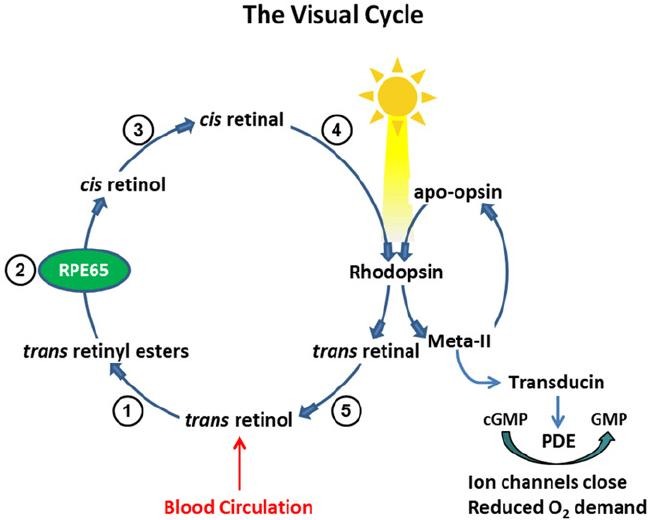 The Visual Cycle
3
cis retinal
4
cis retinol
apo-opsin
2
RPE65
Rhodopsin
trans retinyl esters
trans retinal
Meta-II
1
trans retinol
5
Transducin
cGMP
GMP
PDE
Blood Circulation
Ion channels close
Reduced O₂ demand